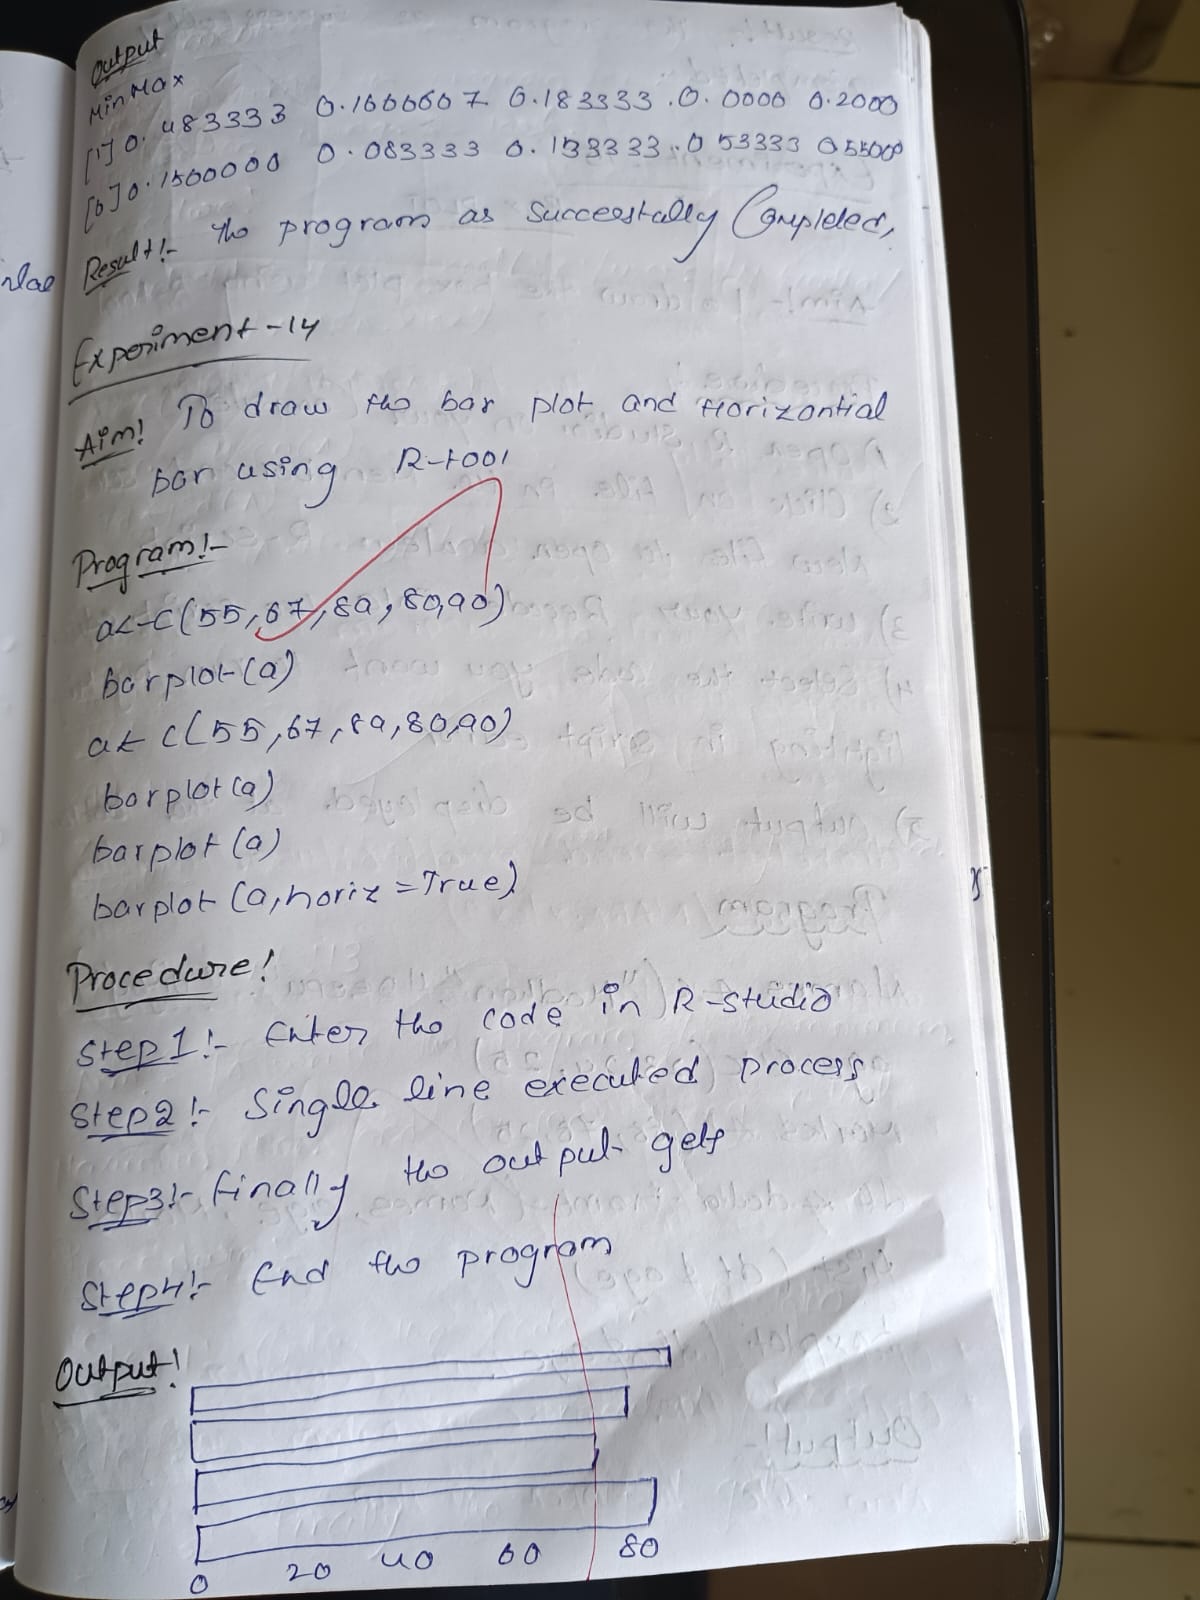 Output
MinMax
[1] 0.483333 0.1666667 0.183333 .0.0000 0.2000
[6] 0.1500000 0.083333 0.133333..0 53333 0 55000
Result!- The program as Successfully Completed,
Experiment-14
Aim! To draw the bar plot and Horizontial
bar using R-tool
Program!-
a<-C(55,67,89,80,90)
barplot(a)
a< C(55,67,89,80,90)
barplot(a)
barplot(a)
barplot(a,horiz=True)
Procedure!
Step1!- Enter the code in R-studio
Step2!- Single line executed process
Step3!- finally the output gets
Step4!- End the program
Output!
0 20 40 60 80